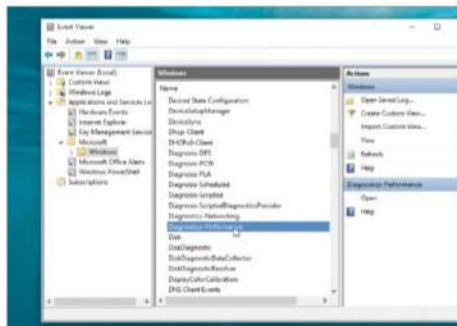 Event Viewer
File Action View Help
Event Viewer (Local)
Custom Views
Windows Logs
Applications and Services Lo
Hardware Events
Internet Explorer
Key Management Service
Microsoft
Windows
Microsoft Office Alerts
Windows PowerShell
Subscriptions
Windows
Name
Desired State Configuration
DeviceSetupManager
DeviceSync
Dhcp-Client
DHCPv6-Client
Diagnosis-DPS
Diagnosis-PCW
Diagnosis-PLA
Diagnosis-Scheduled
Diagnosis-Scripted
Diagnosis-ScriptedDiagnosticsProvider
Diagnostics-Networking
Diagnostics-Performance
Disk
DiskDiagnostic
DiskDiagnosticDataCollector
DiskDiagnosticResolver
DisplayColorCalibration
DNS Client Events
Actions
Windows
Open Saved Log...
Create Custom View...
Import Custom View...
View
Refresh
Help
Diagnostics-Performance
Open
Help